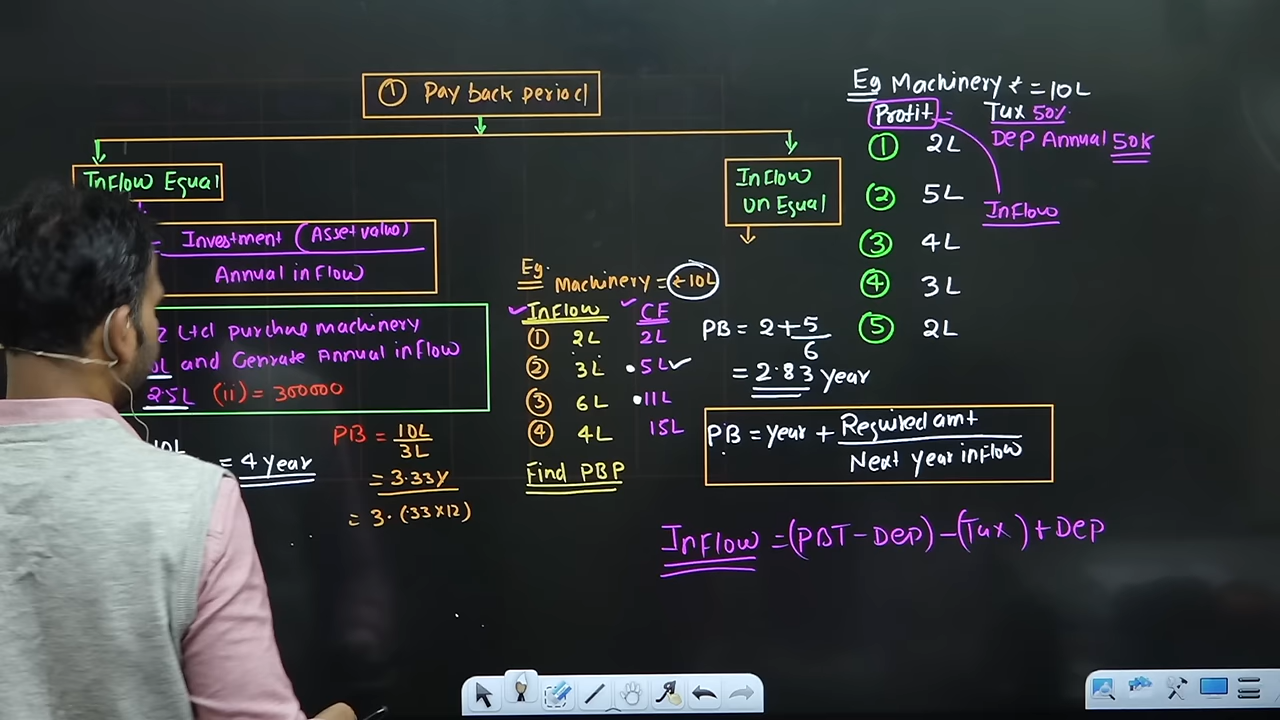 ① Pay back period
Inflow Equal
Investment (Asset value)
Annual inflow
Z Ltd purchase machinery
and Genrate Annual inflow
2.5L (ii) = 300000
10L
= 4 year
PB = 10L
3L
= 3.33Y
= 3. (.33x12)
Inflow
un Equal
Eg.
Machinery = ₹ 10L
Inflow CF
① 2L 2L
② 3L 5L
③ 6L 11L
④ 4L 15L
Find PBP
PB = 2 + 5
6
= 2.83 year
PB = year + Required amt
Next year inflow
Inflow = (PBT - Dep) - (Tax) + Dep
Eg Machinery ₹ = 10L
Profit = Tax 50%
Dep Annual 50k
① 2L
② 5L
Inflow
③ 4L
④ 3L
⑤ 2L